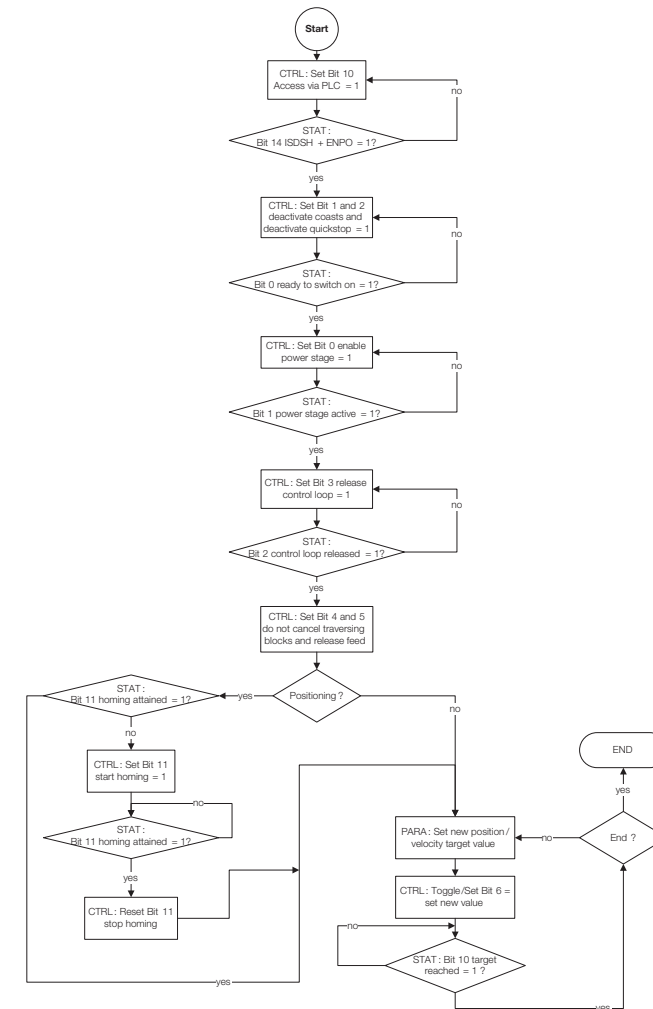 Start
CTRL: Set Bit 10
Access via PLC = 1
no
STAT:
Bit 14 ISDSH + ENPO = 1?
yes
CTRL: Set Bit 1 and 2
deactivate coasts and
deactivate quickstop = 1
no
STAT:
Bit 0 ready to switch on = 1?
yes
CTRL: Set Bit 0 enable
power stage = 1
no
STAT:
Bit 1 power stage active = 1?
yes
CTRL: Set Bit 3 release
control loop = 1
no
STAT:
Bit 2 control loop released = 1?
yes
CTRL: Set Bit 4 and 5
do not cancel traversing
blocks and release feed
Positioning ?
yes
no
STAT:
Bit 11 homing attained = 1?
no
CTRL: Set Bit 11
start homing = 1
no
STAT:
Bit 11 homing attained = 1?
yes
CTRL: Reset Bit 11
stop homing
yes
PARA: Set new position /
velocity target value
no
End ?
yes
END
CTRL: Toggle/Set Bit 6 =
set new value
no
STAT: Bit 10 target
reached = 1 ?
yes